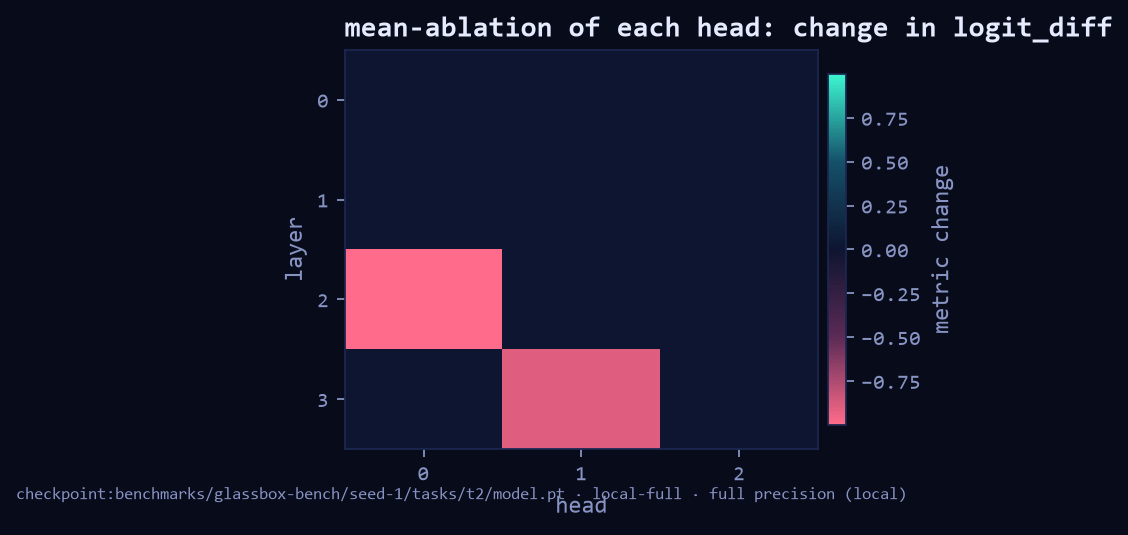 mean-ablation of each head: change in logit_diff
0
1
2
3
layer
0
1
2
head
0.75
0.50
0.25
0.00
−0.25
−0.50
−0.75
metric change
checkpoint:benchmarks/glassbox-bench/seed-1/tasks/t2/model.pt · local-full · full precision (local)